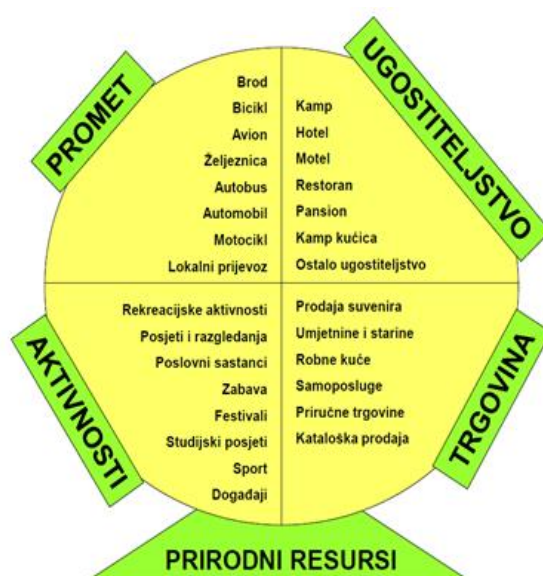 PROMET
Brod
Bicikl
Avion
Željeznica
Autobus
Automobil
Motocikl
Lokalni prijevoz
UGOSTITELJSTVO
Kamp
Hotel
Motel
Restoran
Pansion
Kamp kućica
Ostalo ugostiteljstvo
AKTIVNOSTI
Rekreacijske aktivnosti
Posjeti i razgledanja
Poslovni sastanci
Zabava
Festivali
Studijski posjeti
Sport
Događaji
TRGOVINA
Prodaja suvenira
Umjetnine i starine
Robne kuče
Samoposluge
Priručne trgovine
Kataloška prodaja
PRIRODNI RESURSI